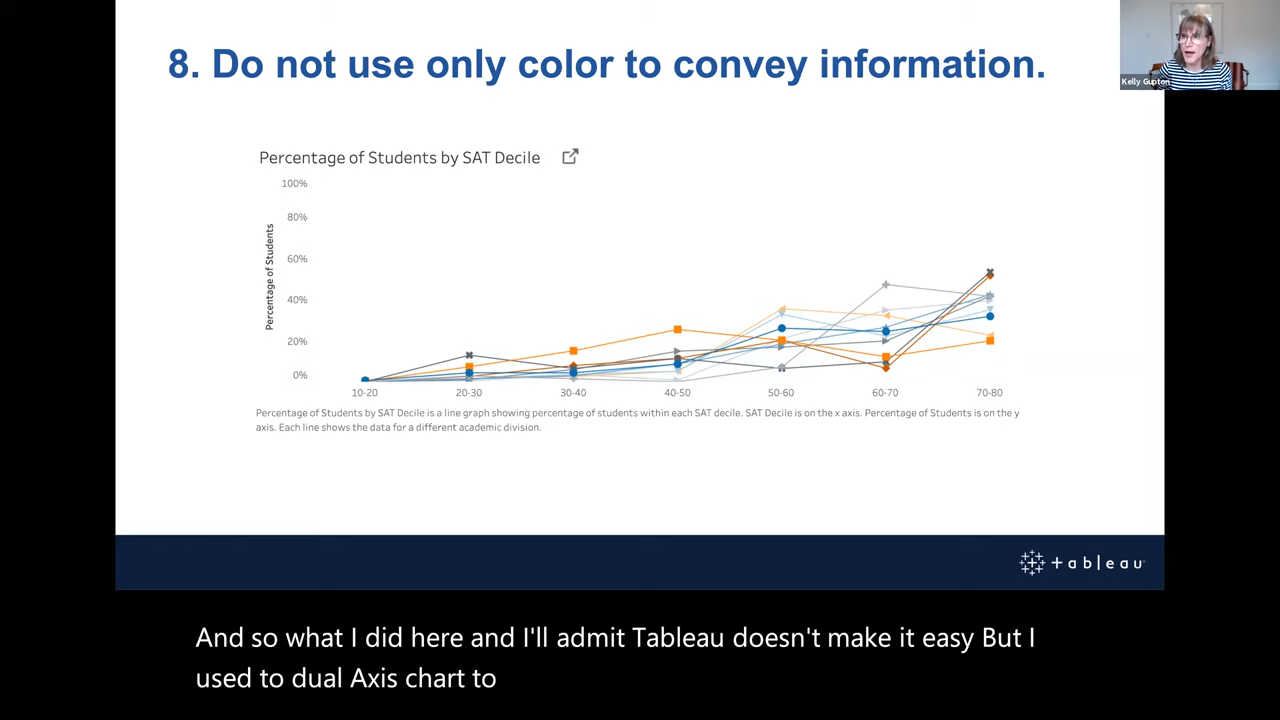 8. Do not use only color to convey information.
Kelly Gupton
Percentage of Students by SAT Decile
100%
80%
60%
40%
20%
0%
Percentage of Students
10-20
20-30
30-40
40-50
50-60
60-70
70-80
Percentage of Students by SAT Decile is a line graph showing percentage of students within each SAT decile. SAT Decile is on the x axis. Percentage of Students is on the y
axis. Each line shows the data for a different academic division.
+ableau
And so what I did here and I'll admit Tableau doesn't make it easy But I
used to dual Axis chart to